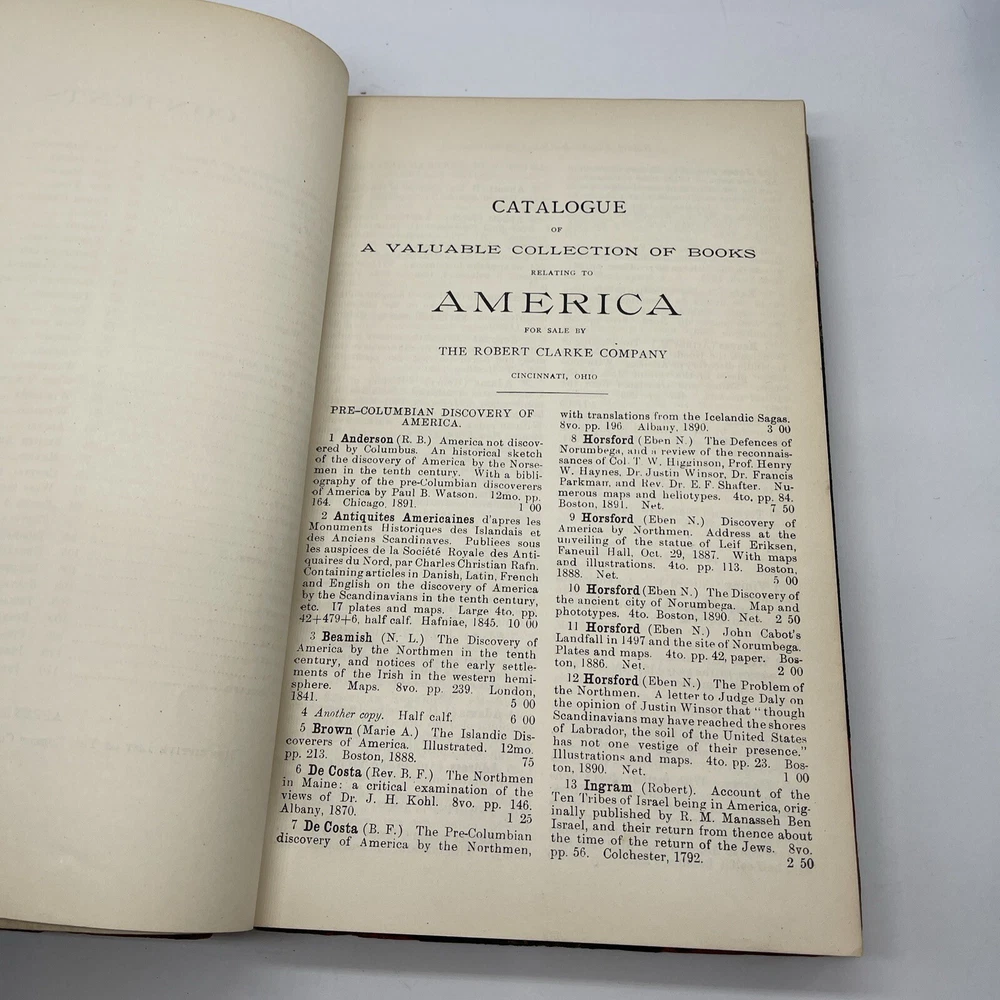 CATALOGUE
OF
A VALUABLE COLLECTION OF BOOKS
RELATING TO
AMERICA
FOR SALE BY
THE ROBERT CLARKE COMPANY
CINCINNATI, OHIO
PRE-COLUMBIAN DISCOVERY OF
AMERICA.
1 Anderson (R. B.) America not discov-
ered by Columbus. An historical sketch
of the discovery of America by the Norse-
men in the tenth century. With a bibli-
ography of the pre-Columbian discoverers
of America by Paul B. Watson. 12mo, pp.
164. Chicago, 1891. 1 00
2 Antiquites Americaines d'apres les
Monuments Historiques des Islandais et
des Anciens Scandinaves. Publiees sous
les auspices de la Société Royale des Anti-
quaires du Nord, par Charles Christian Rafn.
Containing articles in Danish, Latin, French
and English on the discovery of America
by the Scandinavians in the tenth century,
etc. 17 plates and maps. Large 4to. pp.
42+479+6, half calf. Hafniae, 1845. 10 00
3 Beamish (N. L.) The Discovery of
America by the Northmen in the tenth
century, and notices of the early settle-
ments of the Irish in the western hemi-
sphere. Maps. 8vo. pp. 239. London,
1841. 5 00
4 Another copy. Half calf. 6 00
5 Brown (Marie A.) The Islandic Dis-
coverers of America. Illustrated. 12mo.
pp. 213. Boston, 1888. 75
6 De Costa (Rev. B. F.) The Northmen
in Maine: a critical examination of the
views of Dr. J. H. Kohl. 8vo. pp. 146.
Albany, 1870. 1 25
7 De Costa (B. F.) The Pre-Columbian
discovery of America by the Northmen,
with translations from the Icelandic Sagas.
8vo. pp. 196 Albany, 1890. 3 00
8 Horsford (Eben N.) The Defences of
Norumbega, and a review of the reconnais-
sances of Col. T. W. Higginson, Prof. Henry
W. Haynes, Dr. Justin Winsor, Dr. Francis
Parkman, and Rev. Dr. E. F. Shafter. Nu-
merous maps and heliotypes. 4to, pp. 84.
Boston, 1891. Net. 7 50
9 Horsford (Eben N.) Discovery of
America by Northmen. Address at the
unveiling of the statue of Leif Eriksen,
Faneuil Hall, Oct. 29, 1887. With maps
and illustrations. 4to. pp. 113. Boston,
1888. Net. 5 00
10 Horsford (Eben N.) The Discovery of
the ancient city of Norumbega. Map and
phototypes. 4to. Boston, 1890. Net. 2 50
11 Horsford (Eben N.) John Cabot's
Landfall in 1497 and the site of Norumbega.
Plates and maps. 4to. pp. 42, paper. Bos-
ton, 1886. Net. 2 00
12 Horsford (Eben N.) The Problem of
the Northmen. A letter to Judge Daly on
the opinion of Justin Winsor that "though
Scandinavians may have reached the shores
of Labrador, the soil of the United States
has not one vestige of their presence."
Illustrations and maps. 4to. pp. 23. Bos-
ton, 1890. Net. 1 00
13 Ingram (Robert). Account of the
Ten Tribes of Israel being in America, orig-
inally published by R. M. Manasseh Ben
Israel, and their return from thence about
the time of the return of the Jews. 8vo.
pp. 56. Colchester, 1792. 2 50